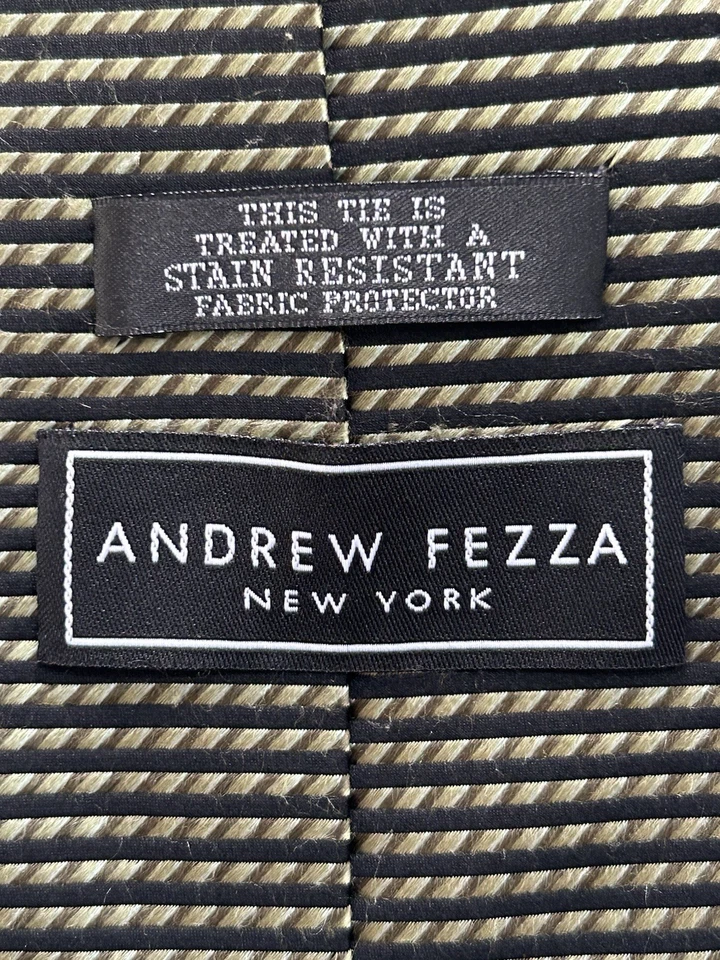 THIS TIE IS
TREATED WITH A
STAIN RESISTANT
FABRIC PROTECTOR
ANDREW FEZZA
NEW YORK